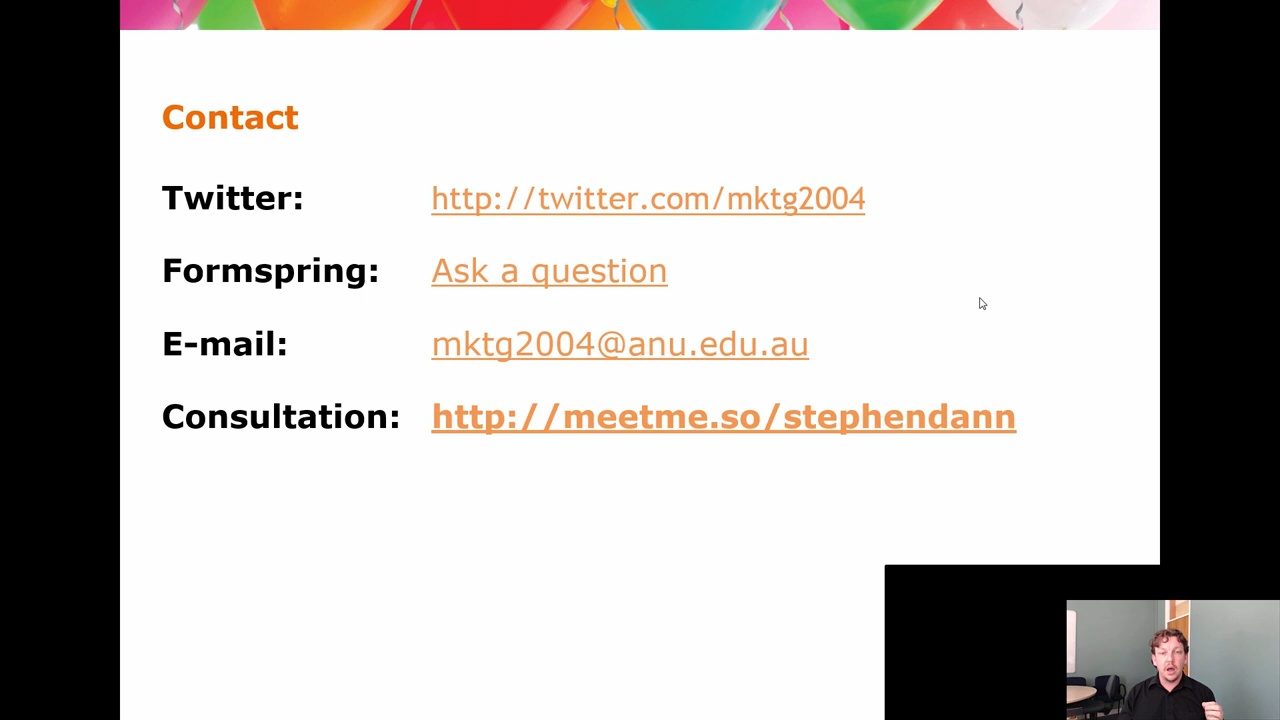 Contact
Twitter: http://twitter.com/mktg2004
Formspring: Ask a question
E-mail: mktg2004@anu.edu.au
Consultation: http://meetme.so/stephendann